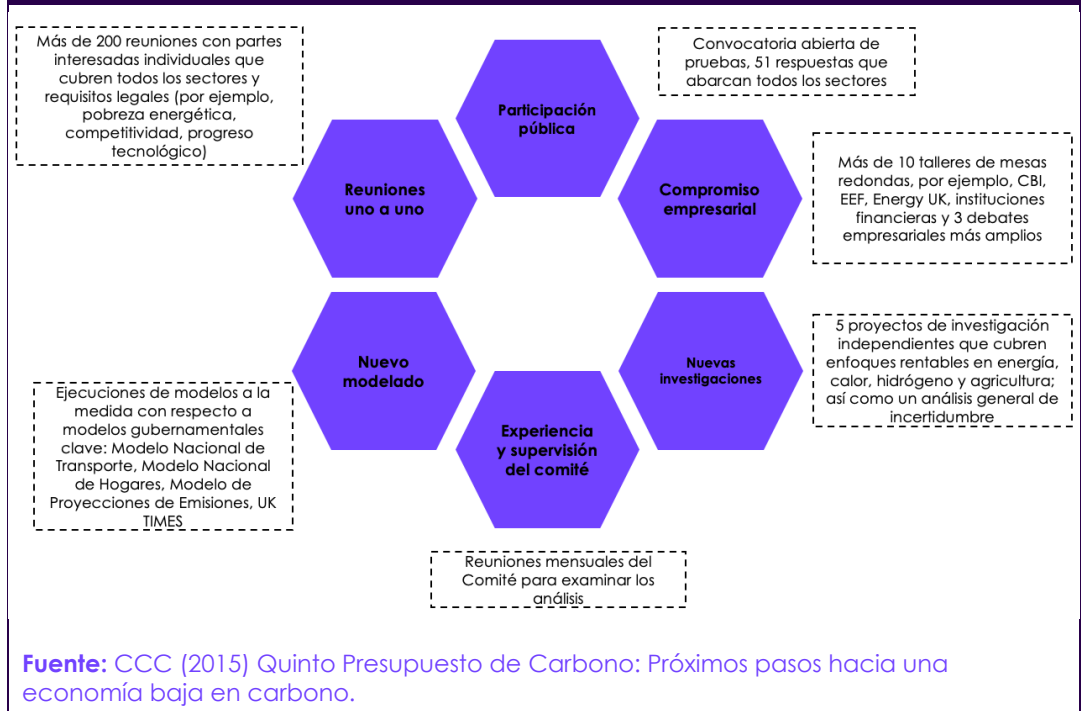 Más de 200 reuniones con partes
interesadas individuales que
cubren todos los sectores y
requisitos legales (por ejemplo,
pobreza energética,
competitividad, progreso
tecnológico)
Participación
pública
Convocatoria abierta de
pruebas, 51 respuestas que
abarcan todos los sectores
Reuniones
uno a uno
Compromiso
empresarial
Más de 10 talleres de mesas
redondas, por ejemplo, CBI,
EEF, Energy UK, instituciones
financieras y 3 debates
empresariales más amplios
Nuevo
modelado
Nuevas
investigaciones
5 proyectos de investigación
independientes que cubren
enfoques rentables en energía,
calor, hidrógeno y agricultura;
así como un análisis general de
incertidumbre
Ejecuciones de modelos a la
medida con respecto a
modelos gubernamentales
clave: Modelo Nacional de
Transporte, Modelo Nacional
de Hogares, Modelo de
Proyecciones de Emisiones, UK
TIMES
Experiencia
y supervisión
del comité
Reuniones mensuales del
Comité para examinar los
análisis
Fuente: CCC (2015) Quinto Presupuesto de Carbono: Próximos pasos hacia una
economía baja en carbono.